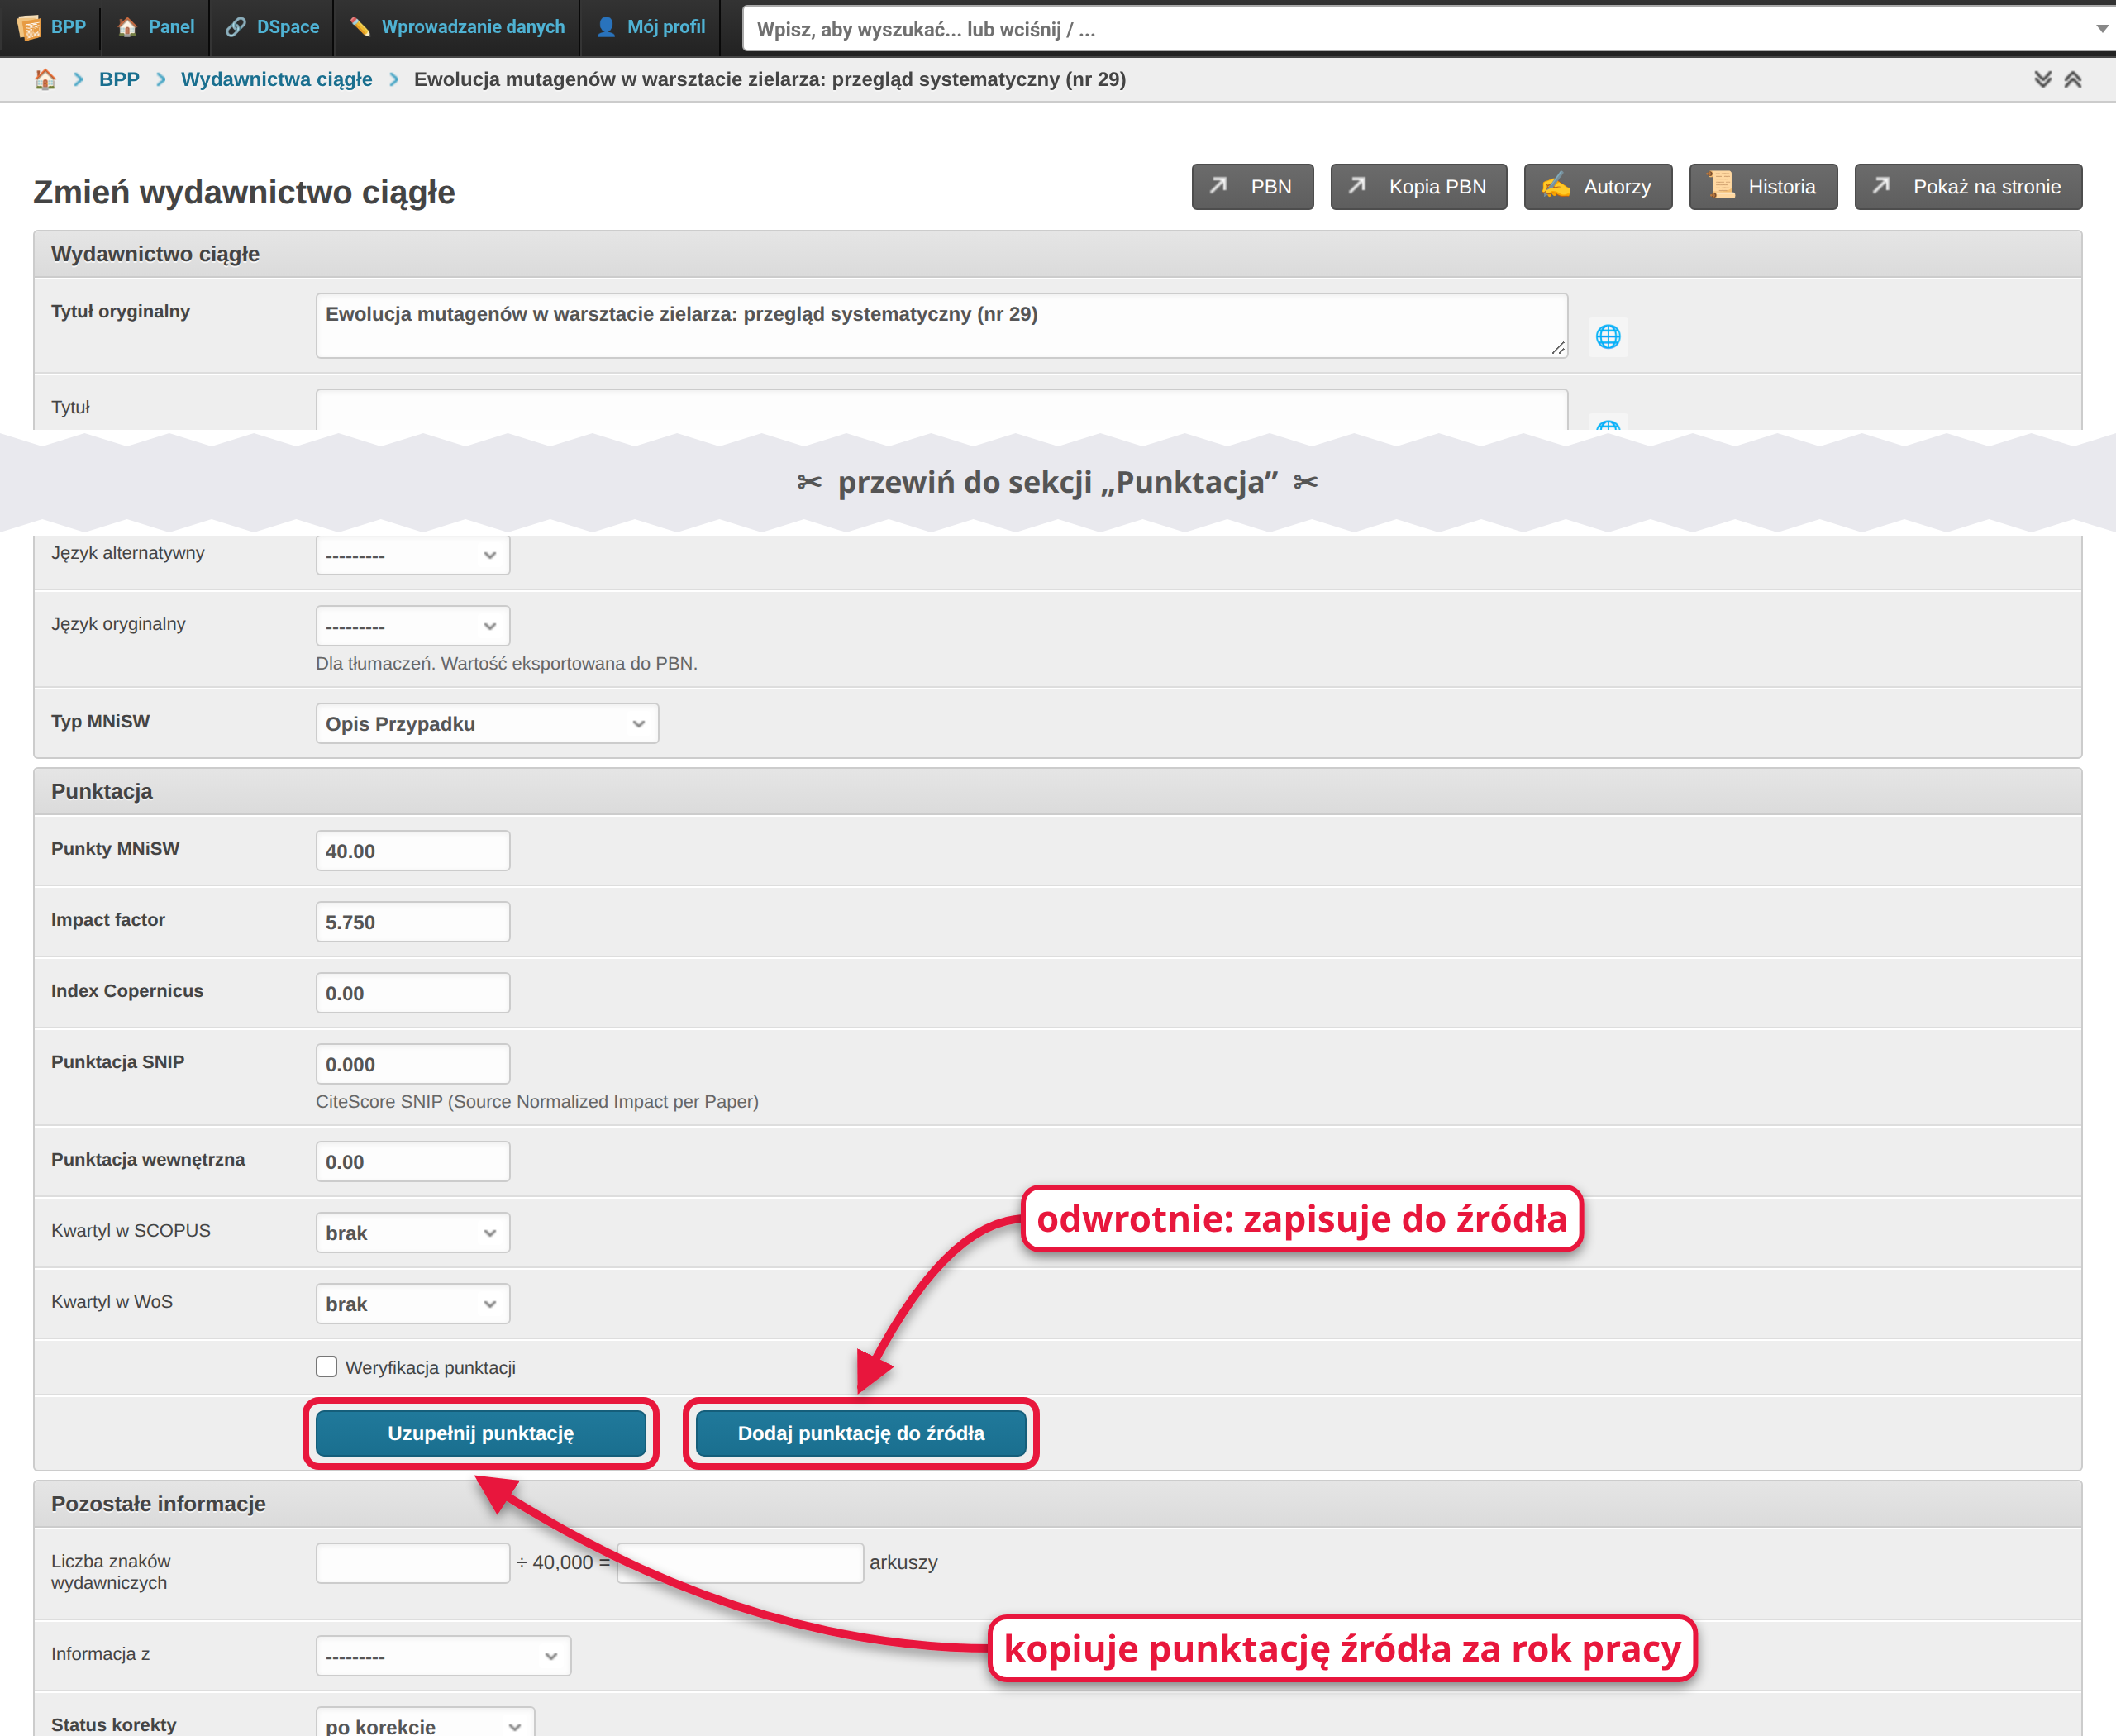 BPP Panel DSpace Wprowadzanie danych Mój profil Wpisz, aby wyszukać... lub wciśnij / ...
BPP Wydawnictwa ciągłe Ewolucja mutagenów w warsztacie zielarza: przegląd systematyczny (nr 29)
Zmień wydawnictwo ciągłe
PBN Kopia PBN Autorzy Historia Pokaż na stronie
Wydawnictwo ciągłe
Tytuł oryginalny Ewolucja mutagenów w warsztacie zielarza: przegląd systematyczny (nr 29)
Tytuł
✂ przewiń do sekcji „Punktacja” ✂
Język alternatywny ---------
Język oryginalny ---------
Dla tłumaczeń. Wartość eksportowana do PBN.
Typ MNiSW Opis Przypadku
Punktacja
Punkty MNiSW 40.00
Impact factor 5.750
Index Copernicus 0.00
Punktacja SNIP 0.000
CiteScore SNIP (Source Normalized Impact per Paper)
Punktacja wewnętrzna 0.00
odwrotnie: zapisuje do źródła
Kwartyl w SCOPUS brak
Kwartyl w WoS brak
Weryfikacja punktacji
Uzupełnij punktację Dodaj punktację do źródła
Pozostałe informacje
Liczba znaków
wydawniczych ÷ 40,000 = arkuszy
kopiuje punktację źródła za rok pracy
Informacja z ---------
Status korekty po korekcie